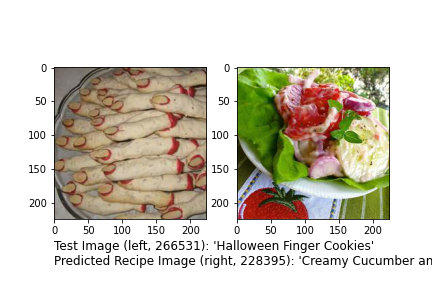 0
50
100
150
200
0 50 100 150 200
0
50
100
150
200
0 50 100 150 200
Test Image (left, 266531): 'Halloween Finger Cookies'
Predicted Recipe Image (right, 228395): 'Creamy Cucumber an